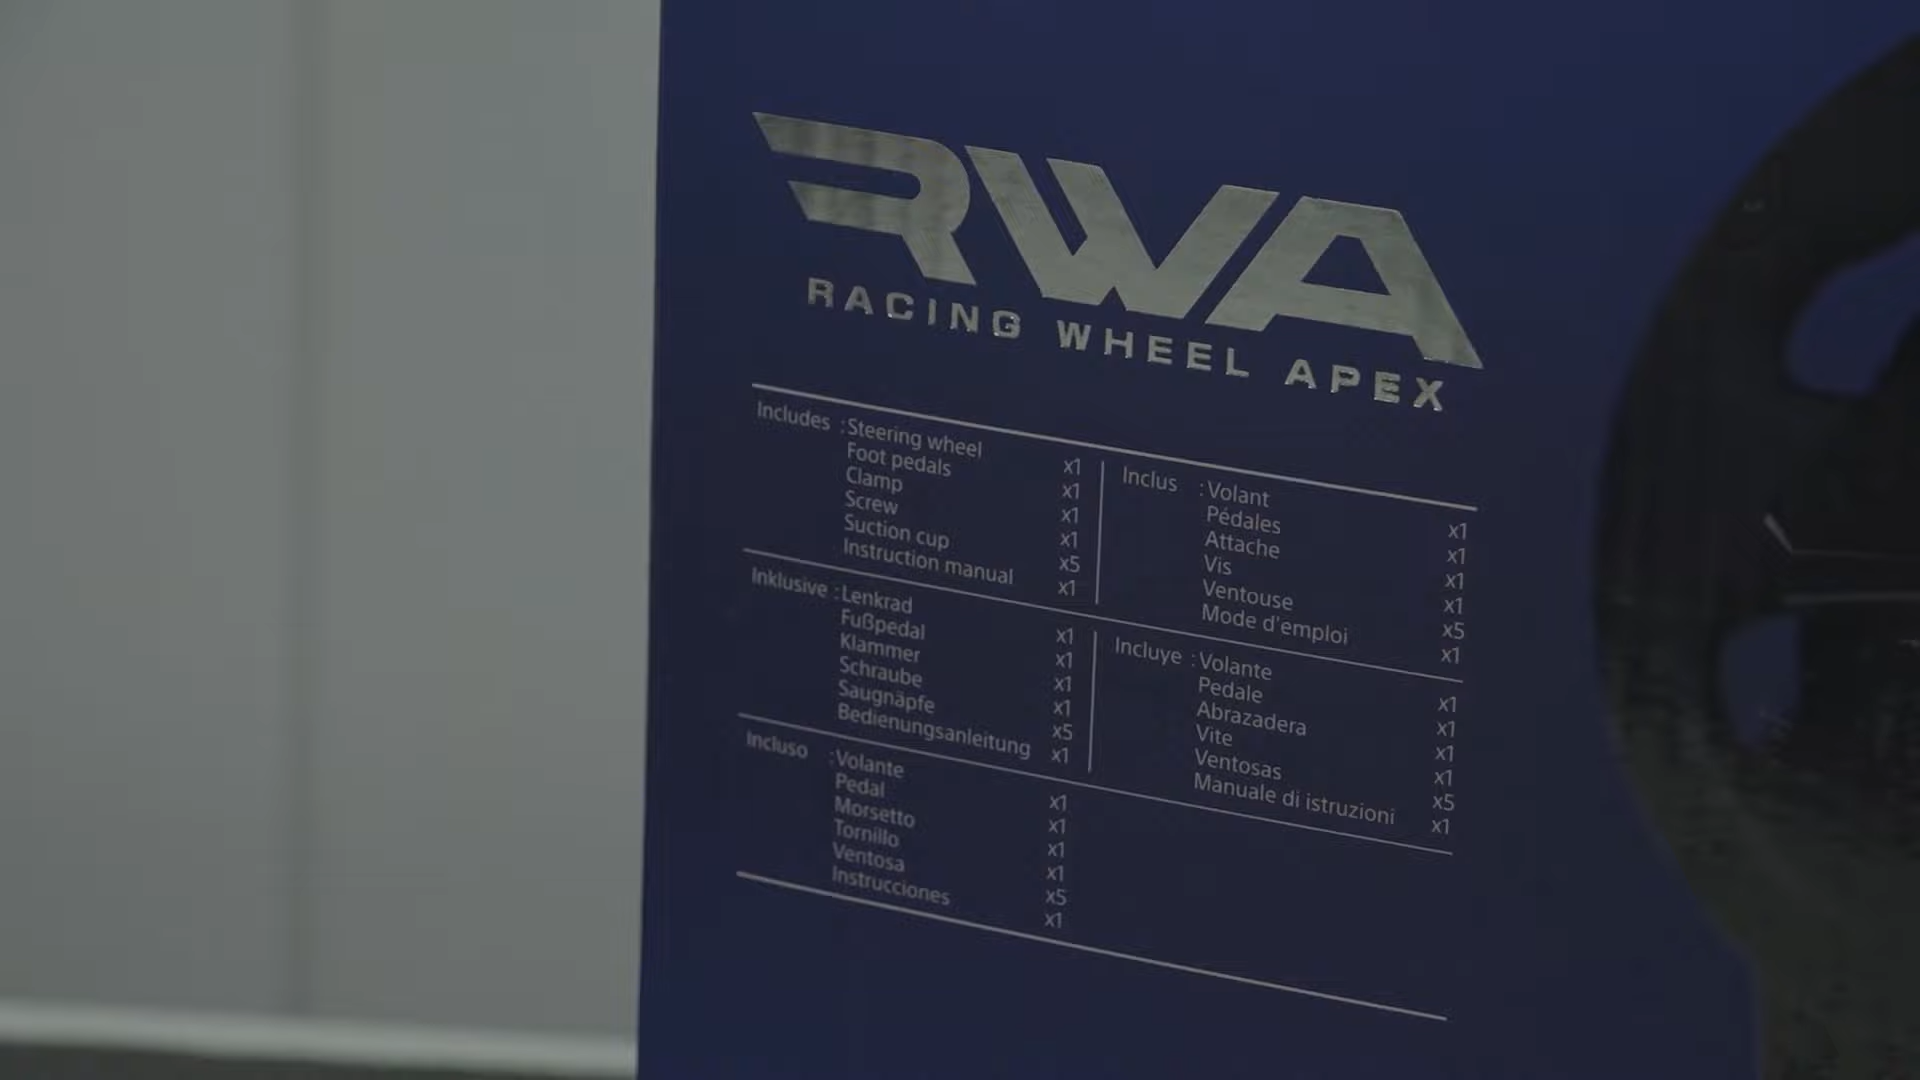 RWA
RACING WHEEL APEX
Includes : Steering wheel x1
Foot pedals x1
Clamp x1
Screw x1
Suction cup x5
Instruction manual x1
Inclus : Volant x1
Pédales x1
Attache x1
Vis x1
Ventouse x5
Mode d'emploi x1
Inklusive : Lenkrad x1
Fußpedal x1
Klammer x1
Schraube x1
Saugnäpfe x5
Bedienungsanleitung x1
Incluye : Volante x1
Pedale x1
Abrazadera x1
Vite x1
Ventosas x5
Manuale di istruzioni x1
Incluso : Volante x1
Pedal x1
Morsetto x1
Tornillo x1
Ventosa x5
Instrucciones x1